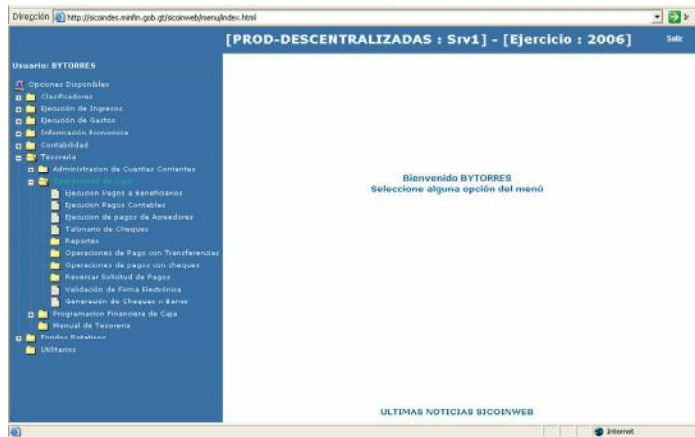 Dirección http://sicoindes.minfin.gob.gt/sicoinweb/menu/index.html
[PROD-DESCENTRALIZADAS : Srv1] - [Ejercicio : 2006]
Salir
Usuario: BYTORRES
Opciones Disponibles
Clasificadores
Ejecución de Ingresos
Ejecución de Gastos
Información Economica
Contabilidad
Tesoreria
Administracion de Cuentas Corrientes
Operaciones de Caja
Ejecucion Pagos a Beneficiarios
Ejecucion Pagos Contables
Ejecucion de pagos de Acreedores
Talonario de Cheques
Reportes
Operaciones de Pago con Transferencias
Operaciones de pagos con cheques
Reversar Solicitud de Pagos
Validación de Firma Electrónica
Generación de Cheques a Banco
Programacion Financiera de Caja
Manual de Tesoreria
Fondos Rotativos
Utilitarios
Bienvenido BYTORRES
Seleccione alguna opción del menú
ULTIMAS NOTICIAS SICOINWEB
Internet